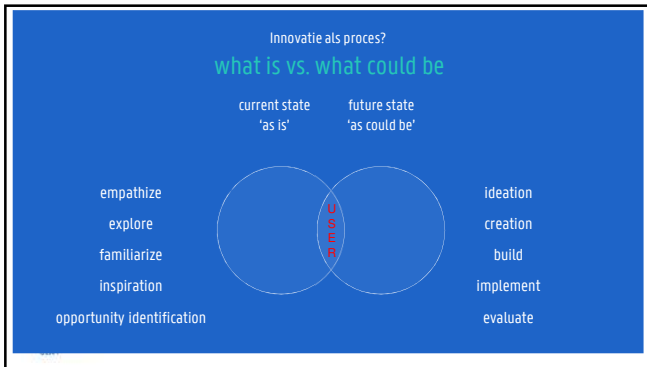 Innovatie als proces?
what is vs. what could be
current state
'as is'
future state
'as could be'
empathize
explore
familiarize
inspiration
opportunity identification
U
S
E
R
ideation
creation
build
implement
evaluate